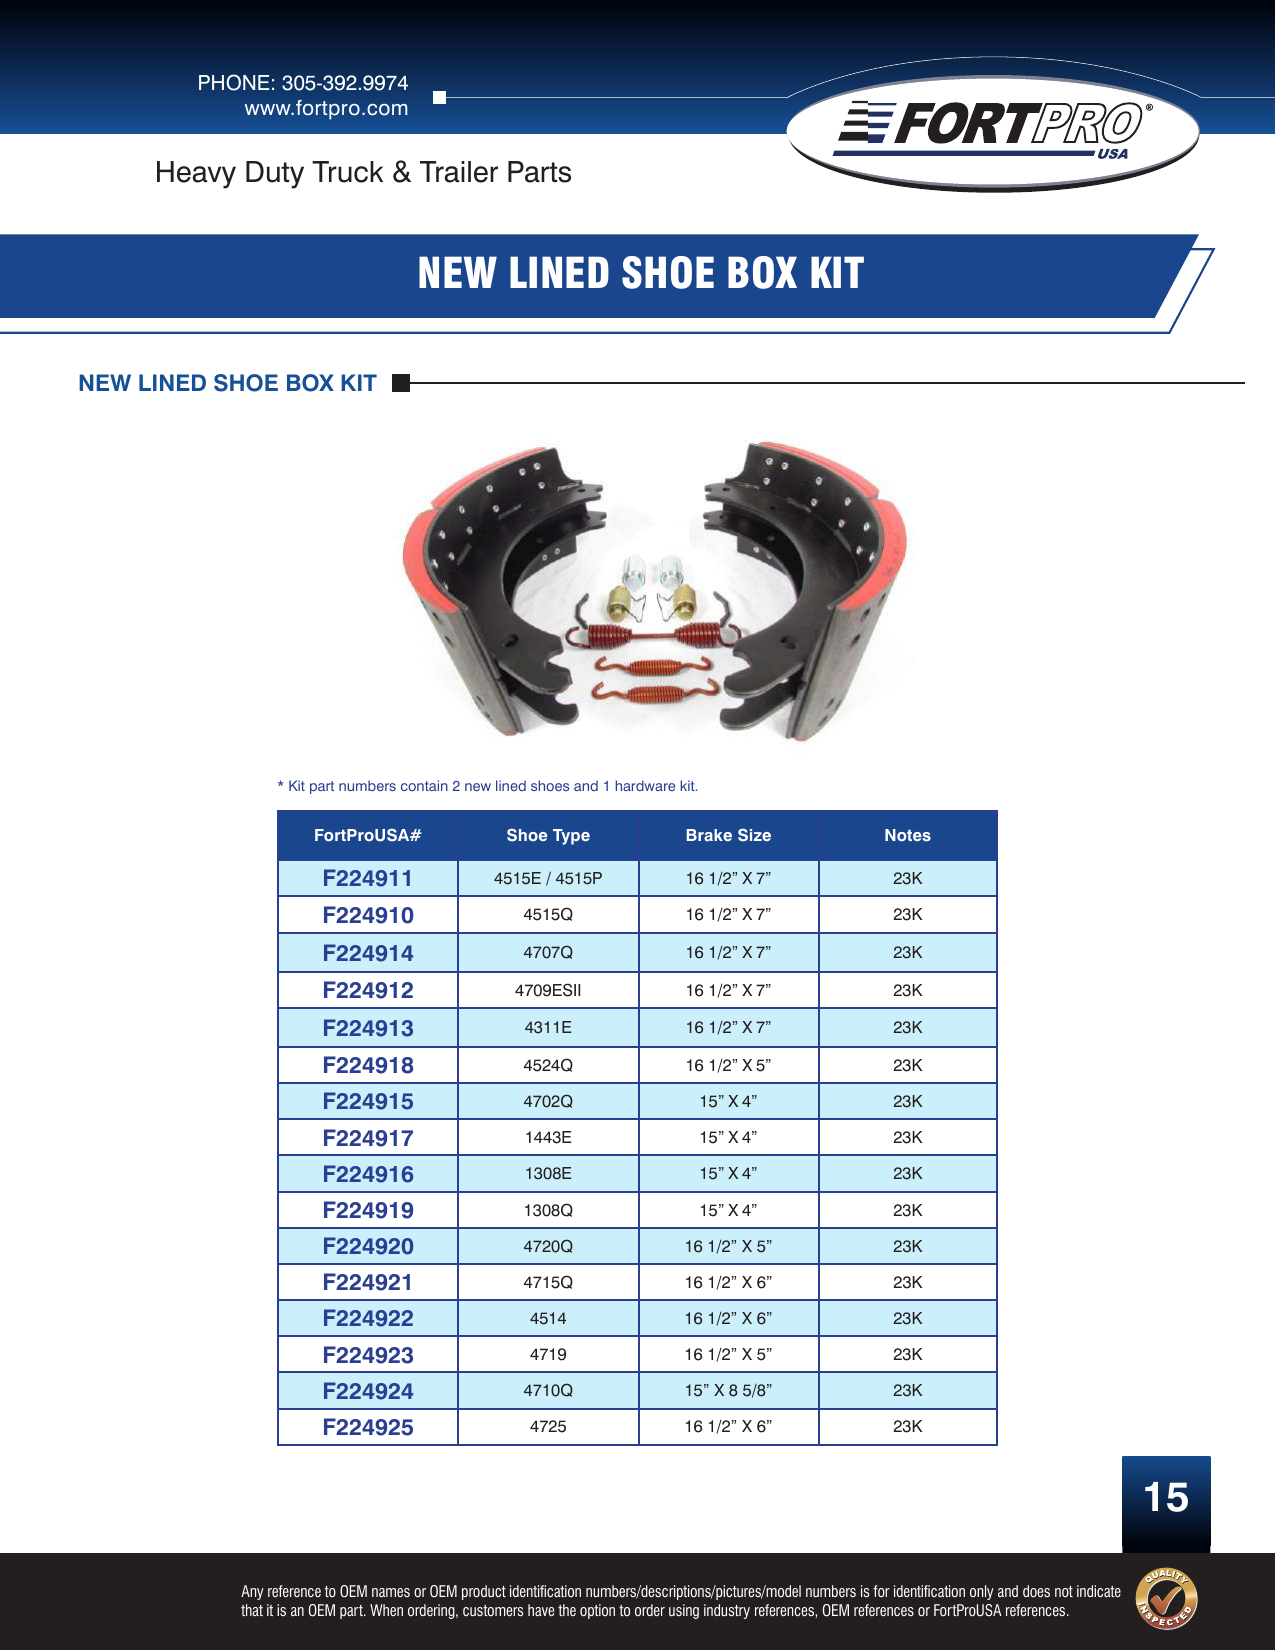 PHONE: 305-392.9974
www.fortpro.com
FORTPRO®
USA
Heavy Duty Truck & Trailer Parts
NEW LINED SHOE BOX KIT
NEW LINED SHOE BOX KIT
* Kit part numbers contain 2 new lined shoes and 1 hardware kit.
FortProUSA# Shoe Type Brake Size Notes
F224911 4515E / 4515P 16 1/2” X 7” 23K
F224910 4515Q 16 1/2” X 7” 23K
F224914 4707Q 16 1/2” X 7” 23K
F224912 4709ESII 16 1/2” X 7” 23K
F224913 4311E 16 1/2” X 7” 23K
F224918 4524Q 16 1/2” X 5” 23K
F224915 4702Q 15” X 4” 23K
F224917 1443E 15” X 4” 23K
F224916 1308E 15” X 4” 23K
F224919 1308Q 15” X 4” 23K
F224920 4720Q 16 1/2” X 5” 23K
F224921 4715Q 16 1/2” X 6” 23K
F224922 4514 16 1/2” X 6” 23K
F224923 4719 16 1/2” X 5” 23K
F224924 4710Q 15” X 8 5/8” 23K
F224925 4725 16 1/2” X 6” 23K
15
Any reference to OEM names or OEM product identification numbers/descriptions/pictures/model numbers is for identification only and does not indicate
that it is an OEM part. When ordering, customers have the option to order using industry references, OEM references or FortProUSA references.
QUALITY
INSPECTED